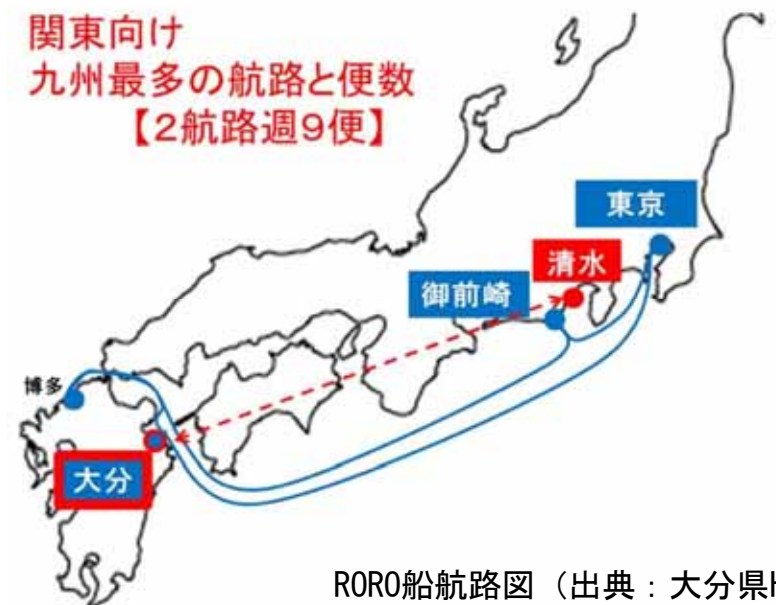 関東向け
九州最多の航路と便数
【2航路週9便】
東京
清水
御前崎
博多
大分
RORO船航路図（出典：大分県H